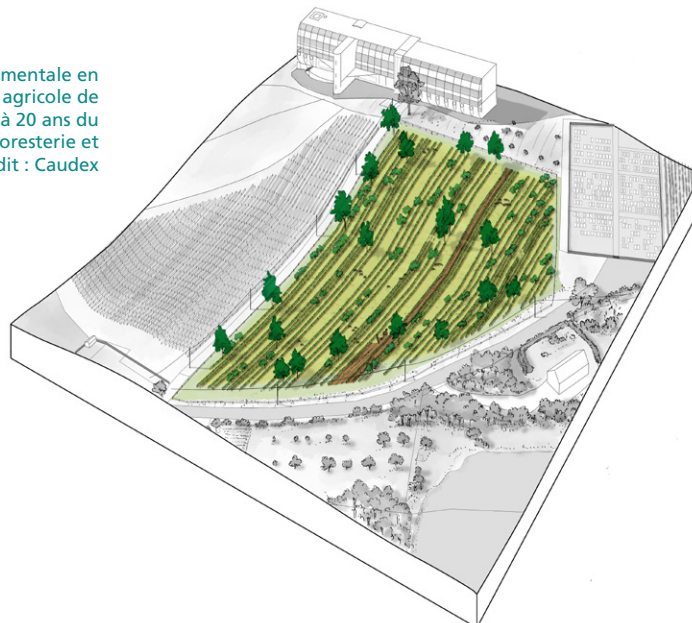 mentale en
agricole de
à 20 ans du
oresterie et
dit : Caudex